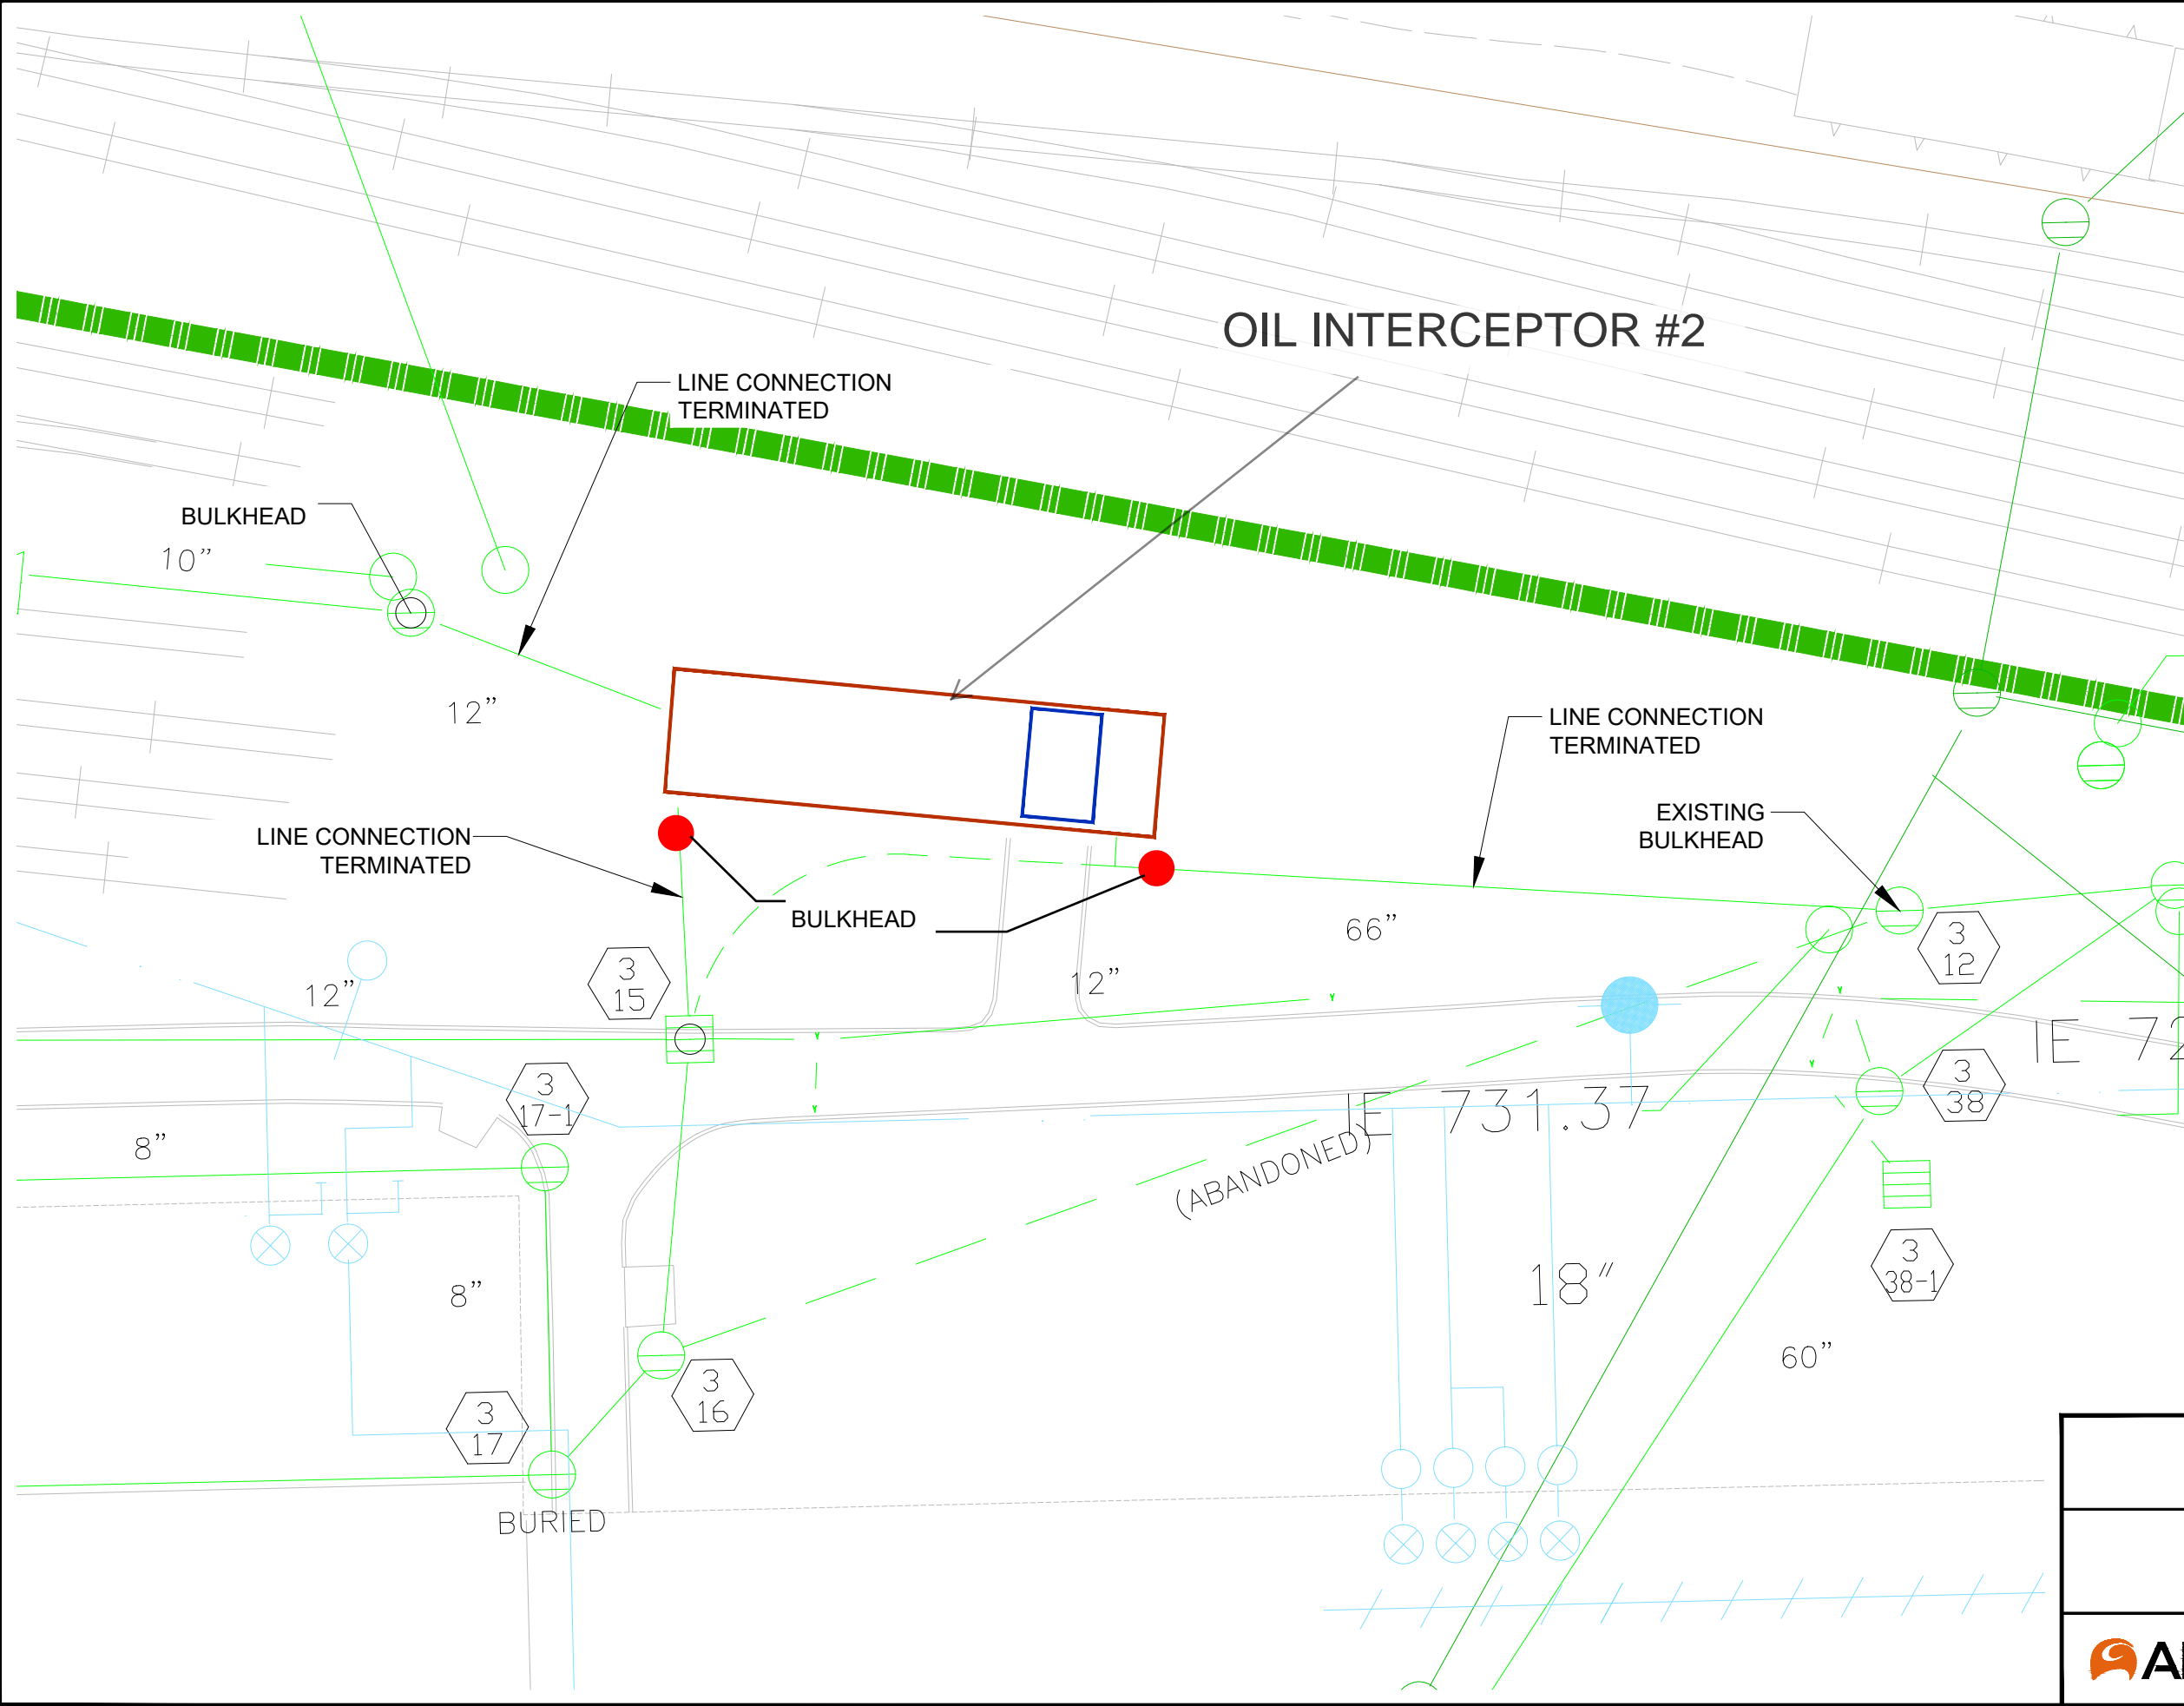 OIL INTERCEPTOR #2
LINE CONNECTION
TERMINATED
BULKHEAD
10"
12"
LINE CONNECTION
TERMINATED
EXISTING
BULKHEAD
LINE CONNECTION
TERMINATED
BULKHEAD
66"
3
12
3
15
12"
12"
IE 72
3
17-1
3
38
IE 731.37
8"
(ABANDONED)
3
38-1
18"
8"
60"
3
16
3
17
BURIED